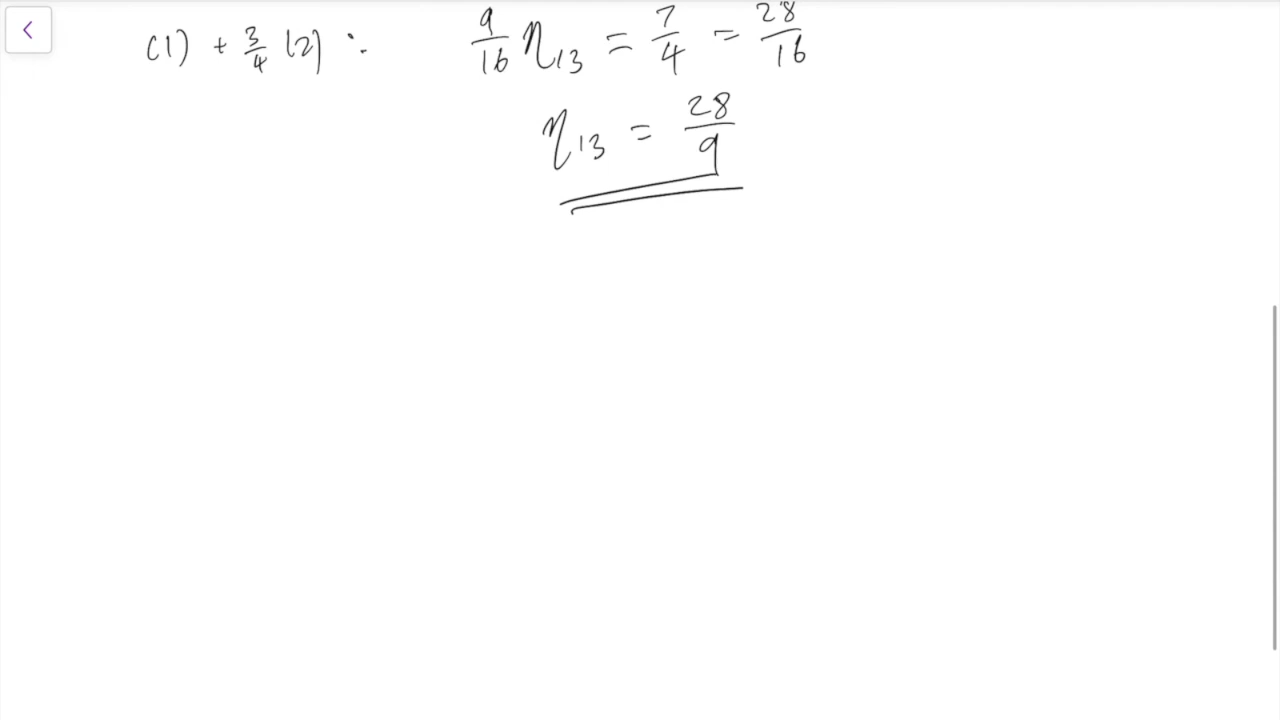 (1) + 3/4 (2) : 9/16 η13 = 7/4 = 28/16
η13 = 28/9